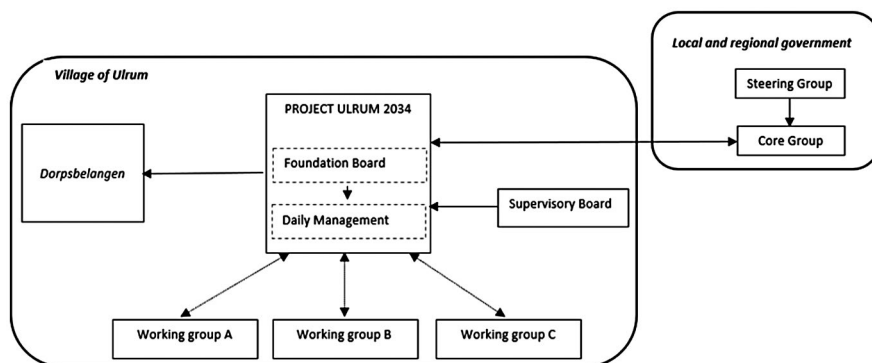 Village of Ulrum
Local and regional government
Steering Group
Core Group
PROJECT ULRUM 2034
Foundation Board
Daily Management
Dorpsbelangen
Supervisory Board
Working group A
Working group B
Working group C